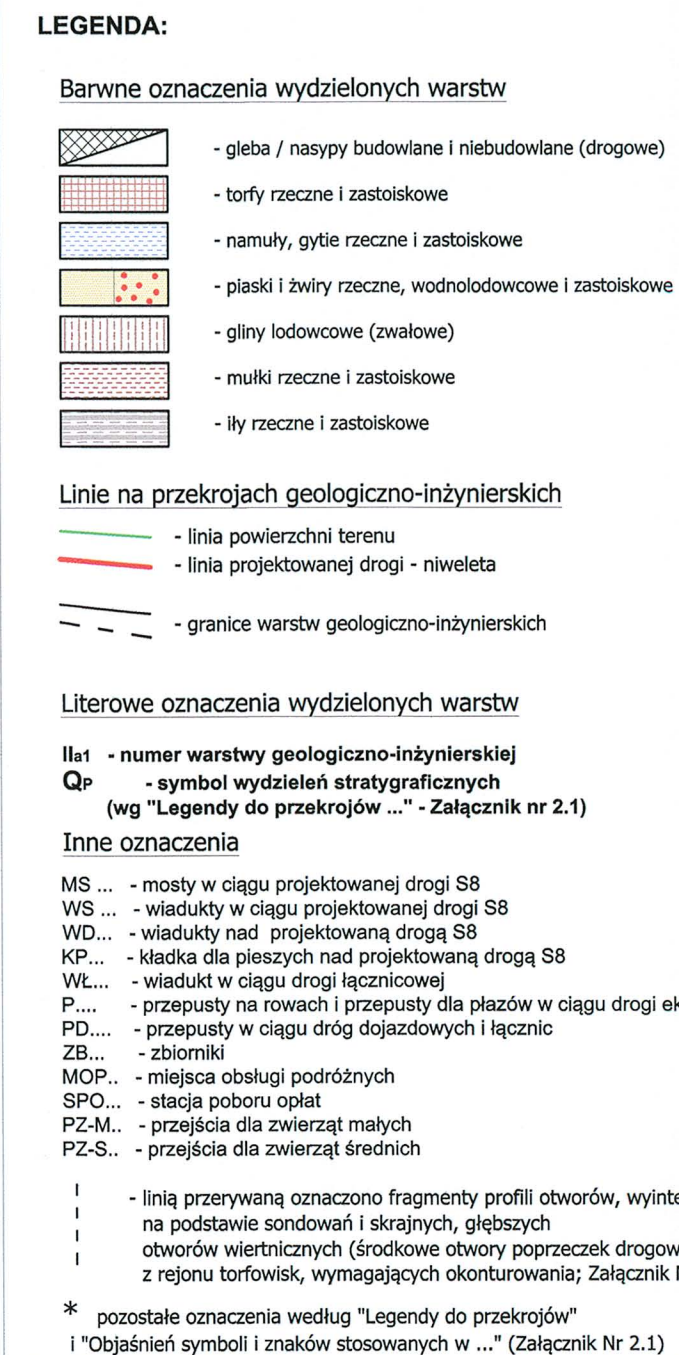 LEGENDA:
Barwne oznaczenia wydzielonych warstw
- gleba / nasypy budowlane i niebudowlane (drogowe)
- torfy rzeczne i zastoiskowe
- namuły, gytie rzeczne i zastoiskowe
- piaski i żwiry rzeczne, wodnolodowcowe i zastoiskowe
- gliny lodowcowe (zwałowe)
- mułki rzeczne i zastoiskowe
- iły rzeczne i zastoiskowe
Linie na przekrojach geologiczno-inżynierskich
- linia powierzchni terenu
- linia projektowanej drogi - niweleta
- granice warstw geologiczno-inżynierskich
Literowe oznaczenia wydzielonych warstw
IIa1 - numer warstwy geologiczno-inżynierskiej
QP - symbol wydzieleń stratygraficznych
(wg "Legendy do przekrojów ..." - Załącznik nr 2.1)
Inne oznaczenia
MS ... - mosty w ciągu projektowanej drogi S8
WS ... - wiadukty w ciągu projektowanej drogi S8
WD... - wiadukty nad projektowaną drogą S8
KP... - kładka dla pieszych nad projektowaną drogą S8
WŁ... - wiadukt w ciągu drogi łącznicowej
P.... - przepusty na rowach i przepusty dla płazów w ciągu drogi
PD.... - przepusty w ciągu dróg dojazdowych i łącznic
ZB... - zbiorniki
MOP.. - miejsca obsługi podróżnych
SPO... - stacja poboru opłat
PZ-M.. - przejścia dla zwierząt małych
PZ-S.. - przejścia dla zwierząt średnich
- linią przerywaną oznaczono fragmenty profili otworów,
na podstawie sondowań i skrajnych, głębszych
otworów wiertniczych (środkowe otwory poprzeczek
z rejonu torfowisk, wymagających okonturowania; Załącznik
* pozostałe oznaczenia według "Legendy do przekrojów"
i "Objaśnień symboli i znaków stosowanych w ..." (Załącznik Nr 2.1)